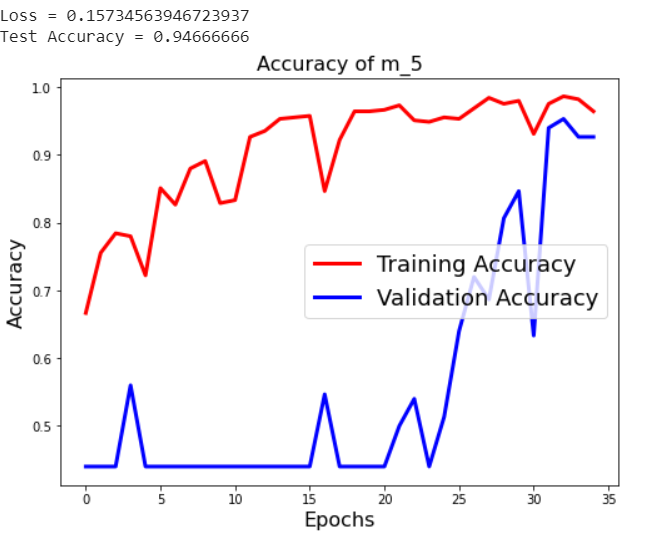 Loss = 0.15734563946723937
Test Accuracy = 0.94666666
Accuracy of m_5
1.0
0.9
0.8
0.7
0.6
0.5
Accuracy
Training Accuracy
Validation Accuracy
0 5 10 15 20 25 30 35
Epochs